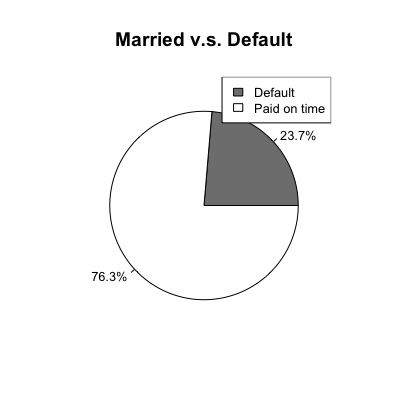 Married v.s. Default
Default
Paid on time
23.7%
76.3%